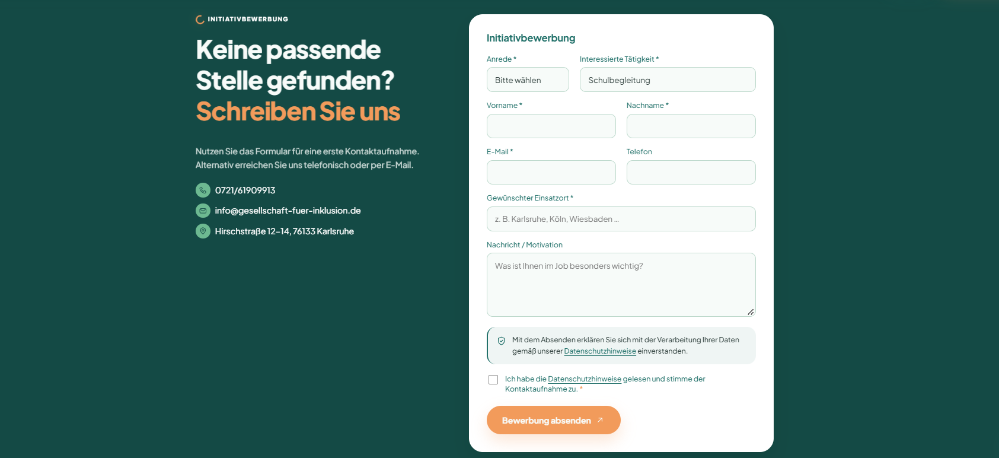 INITIATIVBEWERBUNG
Keine passende
Stelle gefunden?
Schreiben Sie uns
Nutzen Sie das Formular für eine erste Kontaktaufnahme.
Alternativ erreichen Sie uns telefonisch oder per E-Mail.
0721/61909913
info@gesellschaft-fuer-inklusion.de
Hirschstraße 12–14, 76133 Karlsruhe
Initiativbewerbung
Anrede *
Interessierte Tätigkeit *
Bitte wählen
Schulbegleitung
Vorname *
Nachname *
E-Mail *
Telefon
Gewünschter Einsatzort *
z. B. Karlsruhe, Köln, Wiesbaden …
Nachricht / Motivation
Was ist Ihnen im Job besonders wichtig?
Mit dem Absenden erklären Sie sich mit der Verarbeitung Ihrer Daten
gemäß unserer Datenschutzhinweise einverstanden.
Ich habe die Datenschutzhinweise gelesen und stimme der
Kontaktaufnahme zu. *
Bewerbung absenden